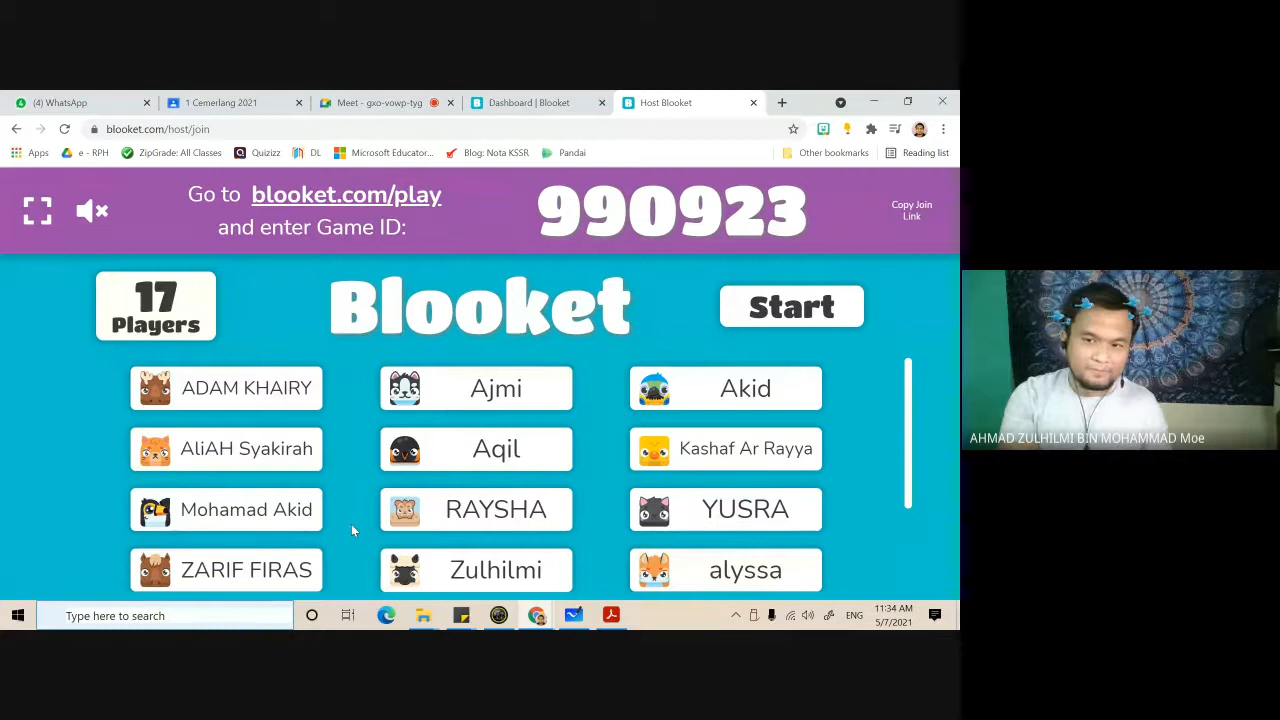 (4) WhatsApp
1 Cemerlang 2021
Meet - gxo-vowp-tyg
Dashboard | Blooket
Host Blooket
blooket.com/host/join
Apps
e - RPH
ZipGrade: All Classes
Quizizz
DL
Microsoft Educator...
Blog: Nota KSSR
Pandai
Other bookmarks
Reading list
Go to blooket.com/play
and enter Game ID:
990923
Copy Join
Link
17
Players
Blooket
Start
ADAM KHAIRY
Ajmi
Akid
AliAH Syakirah
Aqil
Kashaf Ar Rayya
Mohamad Akid
RAYSHA
YUSRA
ZARIF FIRAS
Zulhilmi
alyssa
AHMAD ZULHILMI BIN MOHAMMAD Moe
Type here to search
ENG
11:34 AM
5/7/2021